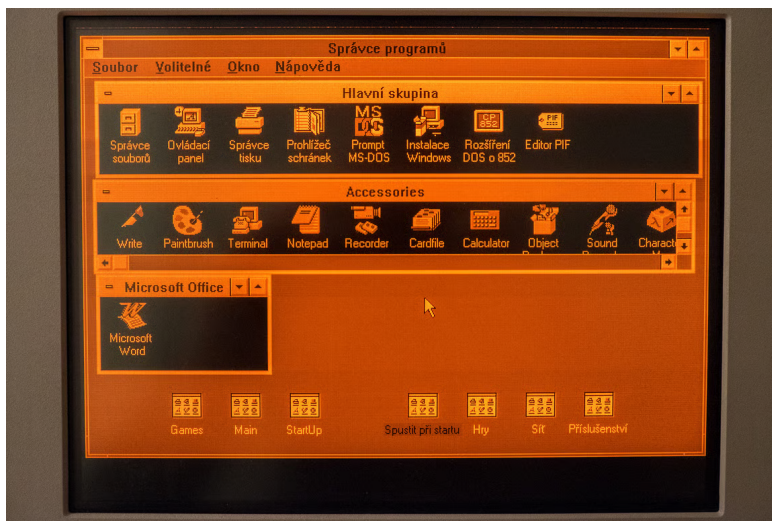 Správce programů
Soubor Volitelné Okno Nápověda
Hlavní skupina
MS
CP
852
PIF
Správce souborů
Ovládací panel
Správce tisku
Prohlížeč schránek
Prompt MS-DOS
Instalace Windows
Rozšíření DOS o 852
Editor PIF
Accessories
Write Paintbrush Terminal Notepad Recorder Cardfile Calculator Object Sound Charact
Microsoft Office
Microsoft
Word
Games Main StartUp Spustit při startu Hry Síť Příslušenství